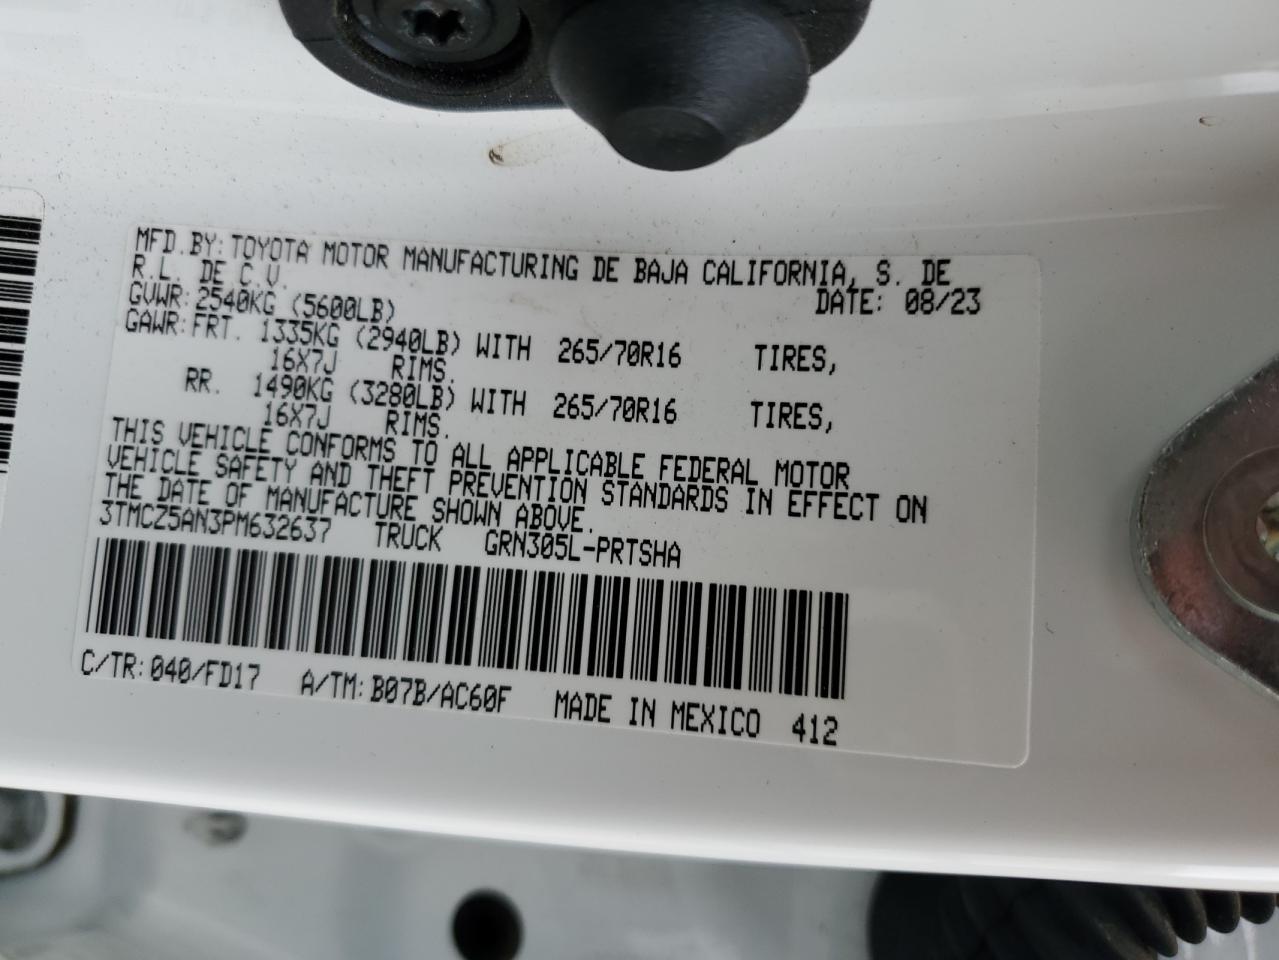 MFD. BY: TOYOTA MOTOR MANUFACTURING DE BAJA CALIFORNIA, S. DE
R.L. DE C.V.
DATE: 08/23
GVWR: 2540KG (5600LB)
GAWR: FRT. 1335KG (2940LB) WITH 265/70R16 TIRES,
16X7J RIMS.
RR. 1490KG (3280LB) WITH 265/70R16 TIRES,
16X7J RIMS.
THIS VEHICLE CONFORMS TO ALL APPLICABLE FEDERAL MOTOR
VEHICLE SAFETY AND THEFT PREVENTION STANDARDS IN EFFECT ON
THE DATE OF MANUFACTURE SHOWN ABOVE.
3TMCZ5AN3PM632637 TRUCK GRN305L-PRTSHA
C/TR: 040/FD17 A/TM: B07B/AC60F MADE IN MEXICO 412